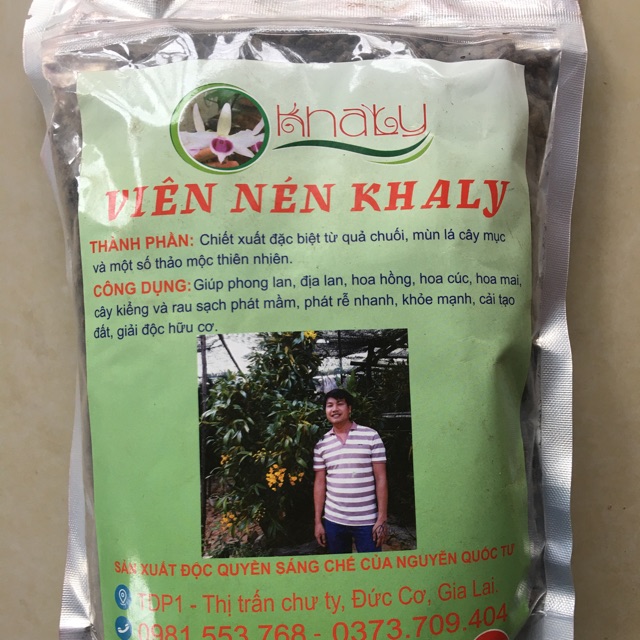 Khaly
VIÊN NÉN KHALY
THÀNH PHẦN: Chiết xuất đặc biệt từ quả chuối, mùn lá cây mục
và một số thảo mộc thiên nhiên.
CÔNG DỤNG: Giúp phong lan, địa lan, hoa hồng, hoa cúc, hoa mai,
cây kiểng và rau sạch phát mầm, phát rễ nhanh, khỏe mạnh, cải tạo
đất, giải độc hữu cơ.
SẢN XUẤT ĐỘC QUYỀN SÁNG CHẾ CỦA NGUYỄN QUỐC TƯ
TDP1 - Thị trấn chư ty, Đức Cơ, Gia Lai.
0981.553.768 - 0373.709.404